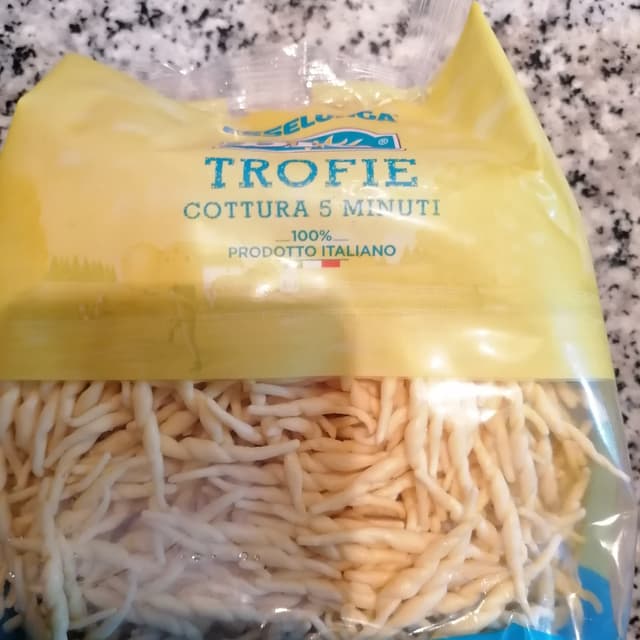 TROFIE
COTTURA 5 MINUTI
100%
PRODOTTO ITALIANO